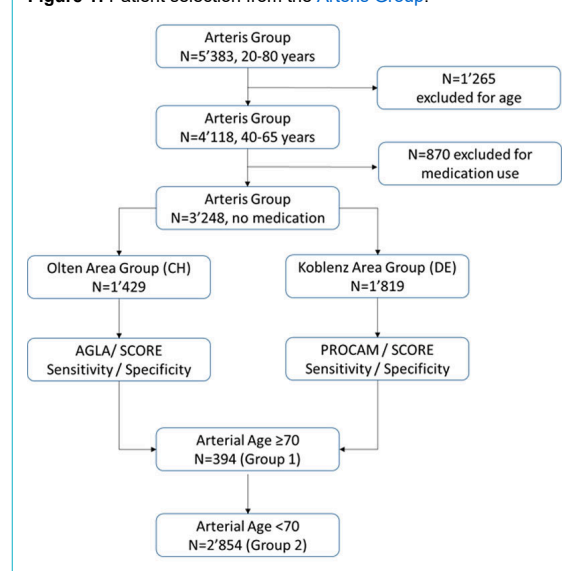 Figure 1. Patient selection from the Arteris Group.
Arteris Group
N=5'383, 20-80 years
N=1'265
excluded for age
Arteris Group
N=4'118, 40-65 years
N=870 excluded for
medication use
Arteris Group
N=3'248, no medication
Olten Area Group (CH)
N=1'429
Koblenz Area Group (DE)
N=1'819
AGLA/ SCORE
Sensitivity / Specificity
PROCAM / SCORE
Sensitivity / Specificity
Arterial Age ≥70
N=394 (Group 1)
Arterial Age <70
N=2'854 (Group 2)